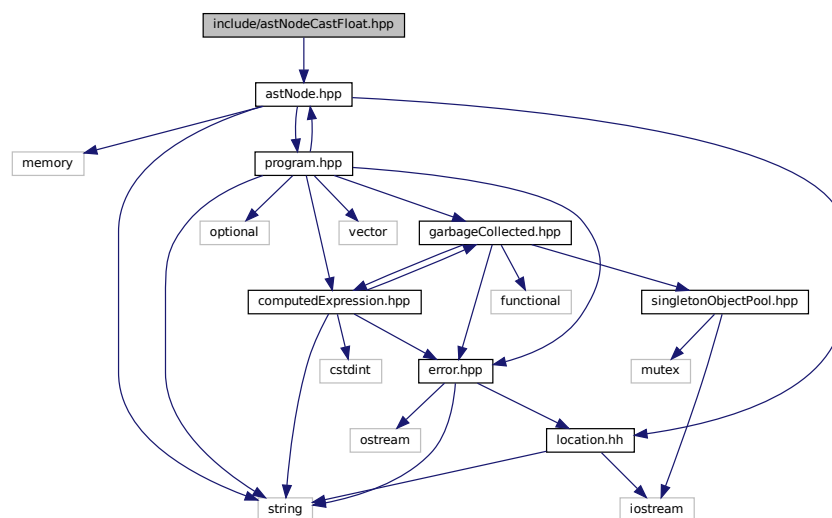 include/astNodeCastFloat.hpp
astNode.hpp
memory
program.hpp
optional
vector
garbageCollected.hpp
computedExpression.hpp
functional
singletonObjectPool.hpp
cstdint
error.hpp
mutex
ostream
location.hh
string
iostream